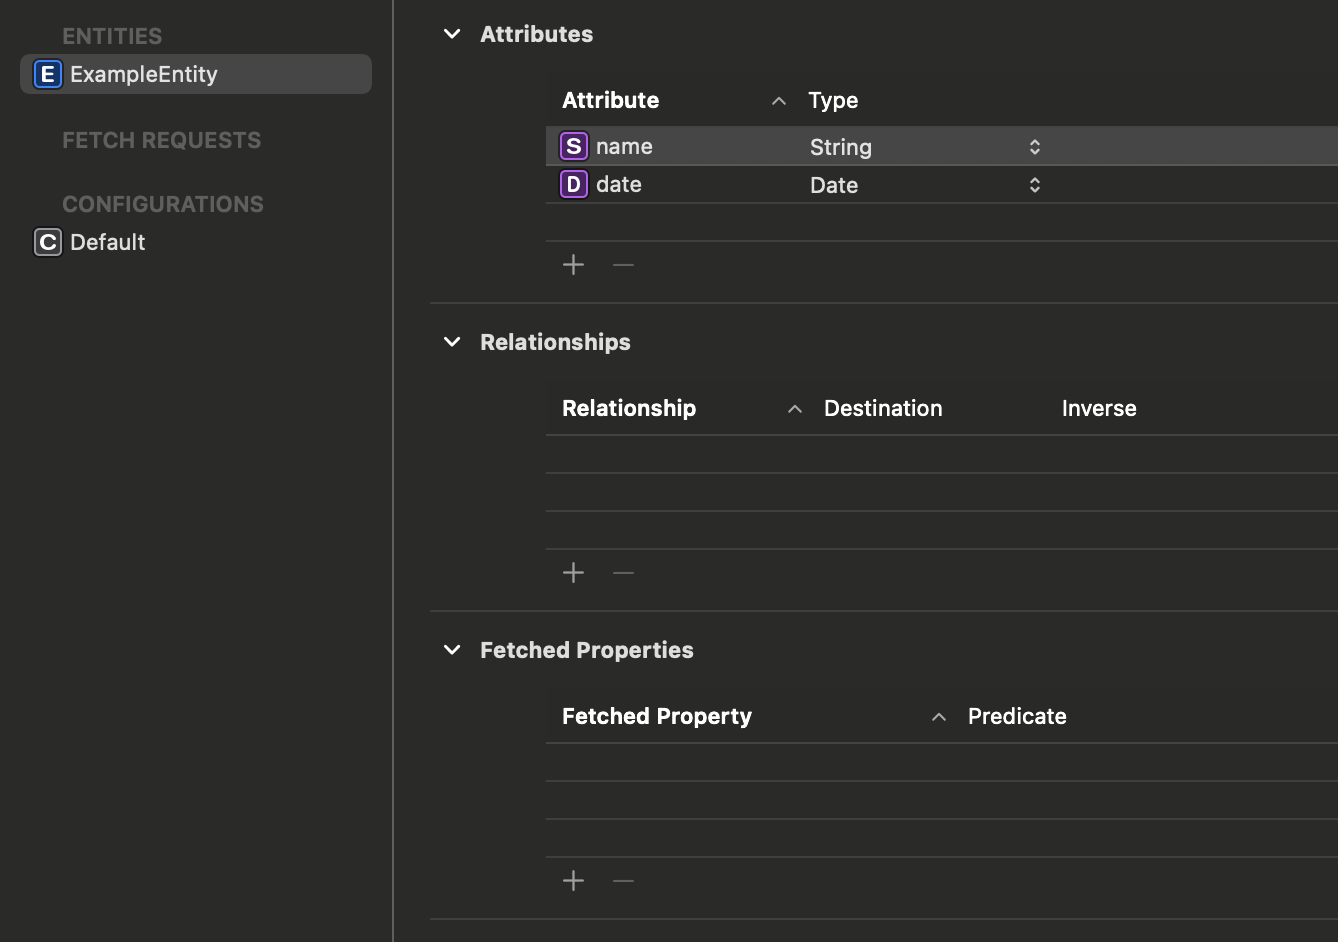 ENTITIES
E ExampleEntity
FETCH REQUESTS
CONFIGURATIONS
C Default
Attributes
Attribute Type
S name String
D date Date
Relationships
Relationship Destination Inverse
Fetched Properties
Fetched Property Predicate